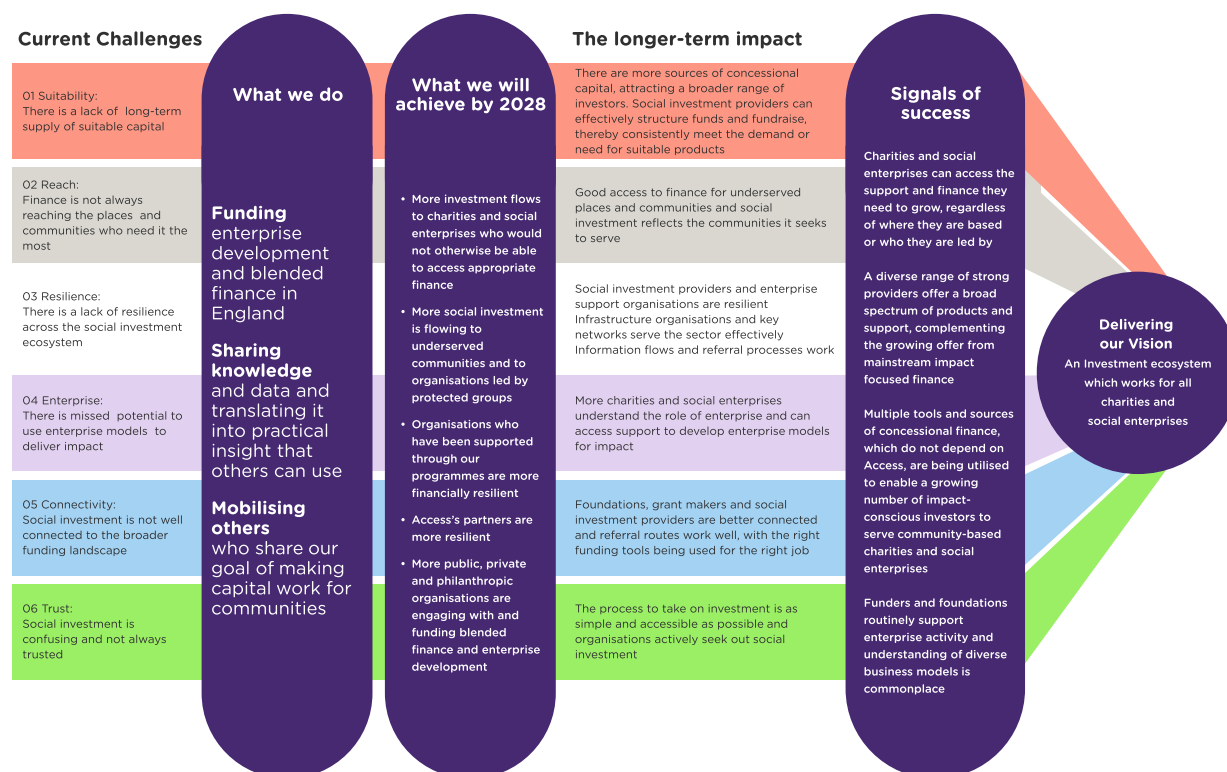 Current Challenges
01 Suitability:
There is a lack of long-term
supply of suitable capital
02 Reach:
Finance is not always
reaching the places and
communities who need it the
most
03 Resilience:
There is a lack of resilience
across the social investment
ecosystem
04 Enterprise:
There is missed potential to
use enterprise models to
deliver impact
05 Connectivity:
Social investment is not well
connected to the broader
funding landscape
06 Trust:
Social investment is
confusing and not always
trusted
What we do
Funding
enterprise
development
and blended
finance in
England
Sharing
knowledge
and data and
translating it
into practical
insight that
others can use
Mobilising
others
who share our
goal of making
capital work for
communities
What we will
achieve by 2028
• More investment flows
to charities and social
enterprises who would
not otherwise be able
to access appropriate
finance
• More social investment
is flowing to
underserved
communities and to
organisations led by
protected groups
• Organisations who
have been supported
through our
programmes are more
financially resilient
• Access's partners are
more resilient
• More public, private
and philanthropic
organisations are
engaging with and
funding blended
finance and enterprise
development
The longer-term impact
There are more sources of concessional
capital, attracting a broader range of
investors. Social investment providers can
effectively structure funds and fundraise,
thereby consistently meet the demand or
need for suitable products
Good access to finance for underserved
places and communities and social
investment reflects the communities it seeks
to serve
Social investment providers and enterprise
support organisations are resilient
Infrastructure organisations and key
networks serve the sector effectively
Information flows and referral processes work
More charities and social enterprises
understand the role of enterprise and can
access support to develop enterprise models
for impact
Foundations, grant makers and social
investment providers are better connected
and referral routes work well, with the right
funding tools being used for the right job
The process to take on investment is as
simple and accessible as possible and
organisations actively seek out social
investment
Signals of
success
Charities and social
enterprises can access the
support and finance they
need to grow, regardless
of where they are based
or who they are led by
A diverse range of strong
providers offer a broad
spectrum of products and
support, complementing
the growing offer from
mainstream impact
focused finance
Multiple tools and sources
of concessional finance,
which do not depend on
Access, are being utilised
to enable a growing
number of impact-
conscious investors to
serve community-based
charities and social
enterprises
Funders and foundations
routinely support
enterprise activity and
understanding of diverse
business models is
commonplace
Delivering
our Vision
An Investment ecosystem
which works for all
charities and
social enterprises